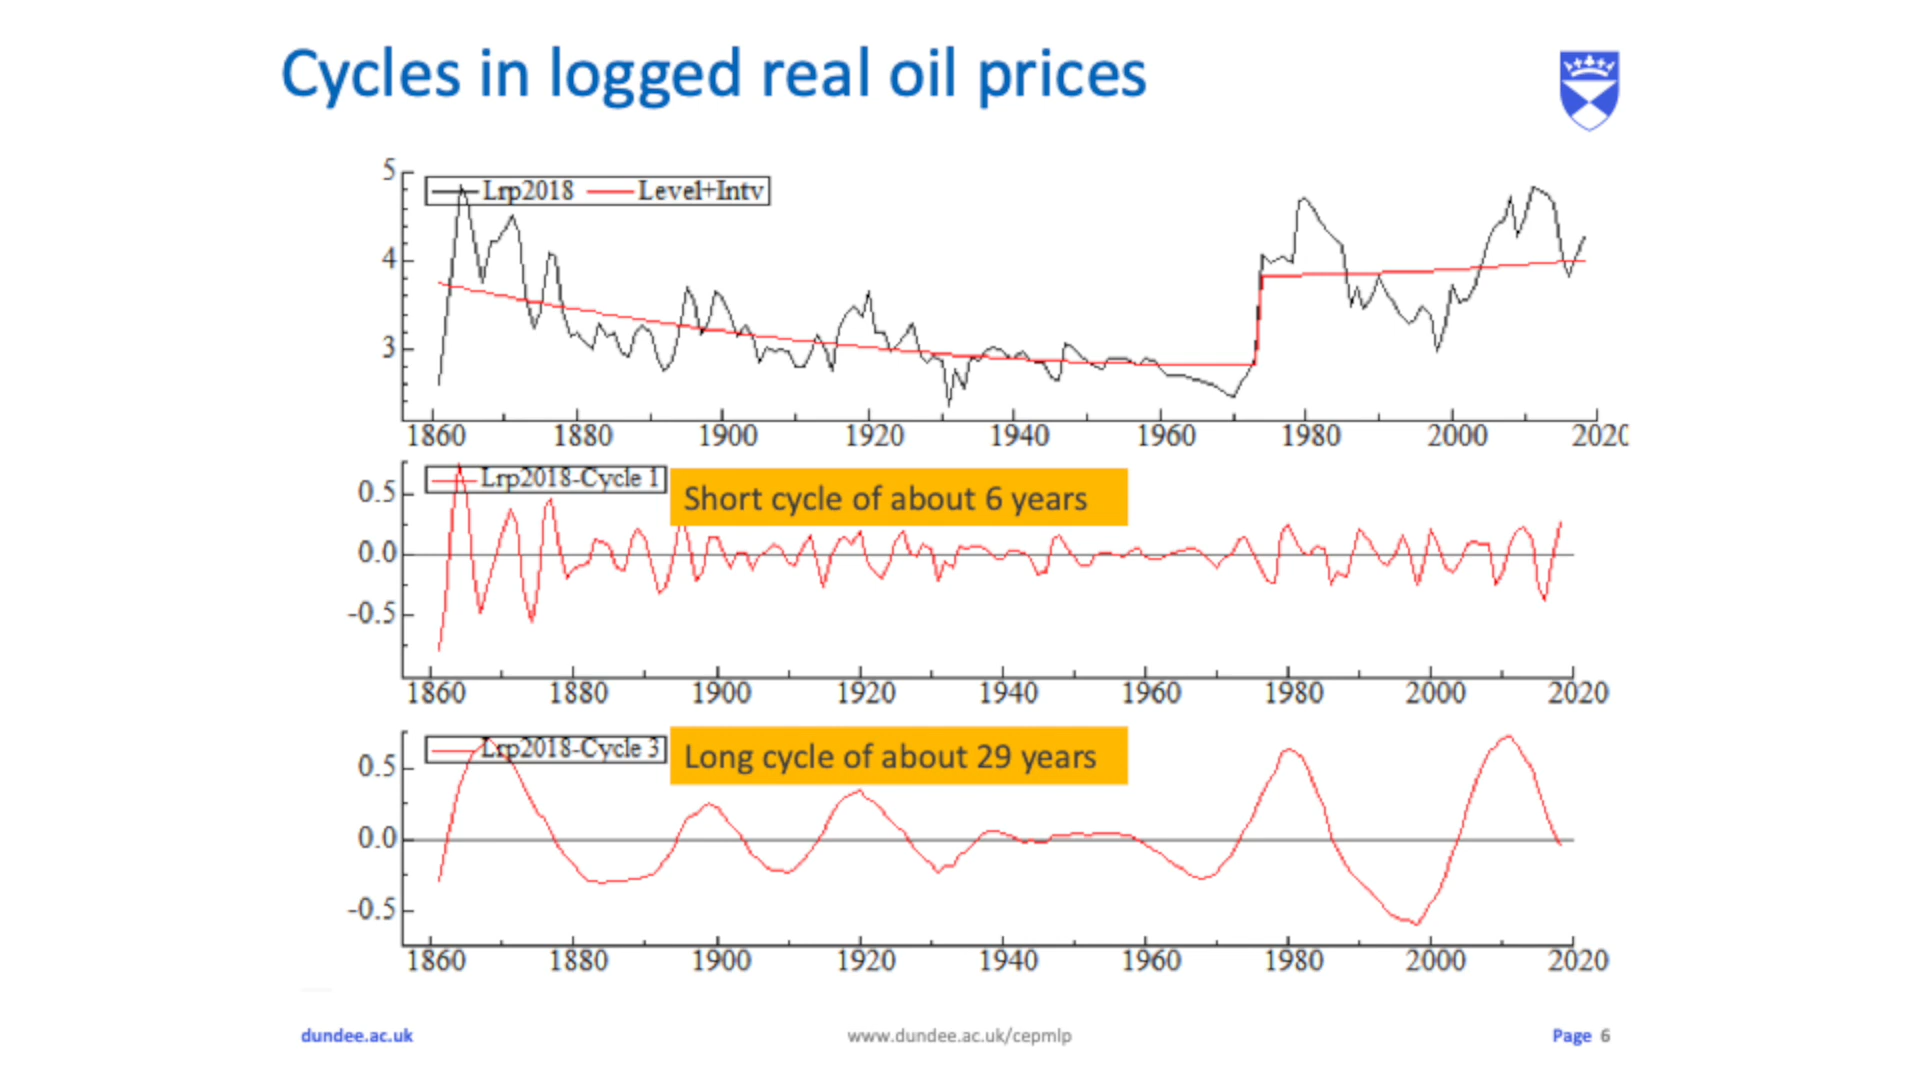 Cycles in logged real oil prices
5
Lrp2018 Level+Intv
4
3
1860 1880 1900 1920 1940 1960 1980 2000 2020
Lrp2018-Cycle 1
Short cycle of about 6 years
0.5
0.0
-0.5
1860 1880 1900 1920 1940 1960 1980 2000 2020
Lrp2018-Cycle 3
Long cycle of about 29 years
0.5
0.0
-0.5
1860 1880 1900 1920 1940 1960 1980 2000 2020
dundee.ac.uk www.dundee.ac.uk/cepmlp Page 6